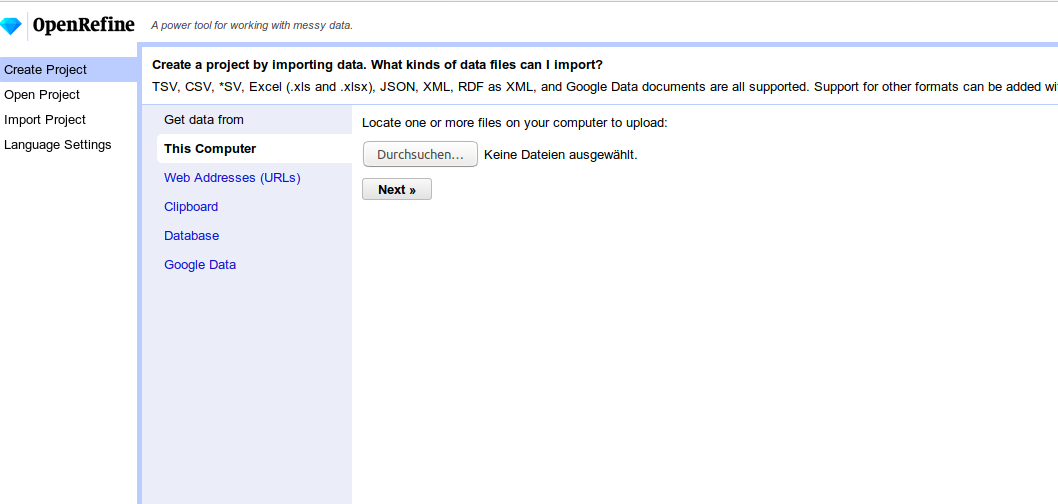 OpenRefine A power tool for working with messy data.
Create Project
Open Project
Import Project
Language Settings
Create a project by importing data. What kinds of data files can I import?
TSV, CSV, *SV, Excel (.xls and .xlsx), JSON, XML, RDF as XML, and Google Data documents are all supported. Support for other formats can be added
Get data from
This Computer
Web Addresses (URLs)
Clipboard
Database
Google Data
Locate one or more files on your computer to upload:
Durchsuchen... Keine Dateien ausgewählt.
Next »